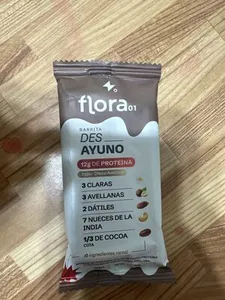 flora01
BARRITA
DES
AYUNO
12g DE PROTEÍNA
3 CLARAS
3 AVELLANAS
2 DÁTILES
7 NUECES DE LA
INDIA
1/3 DE COCOA